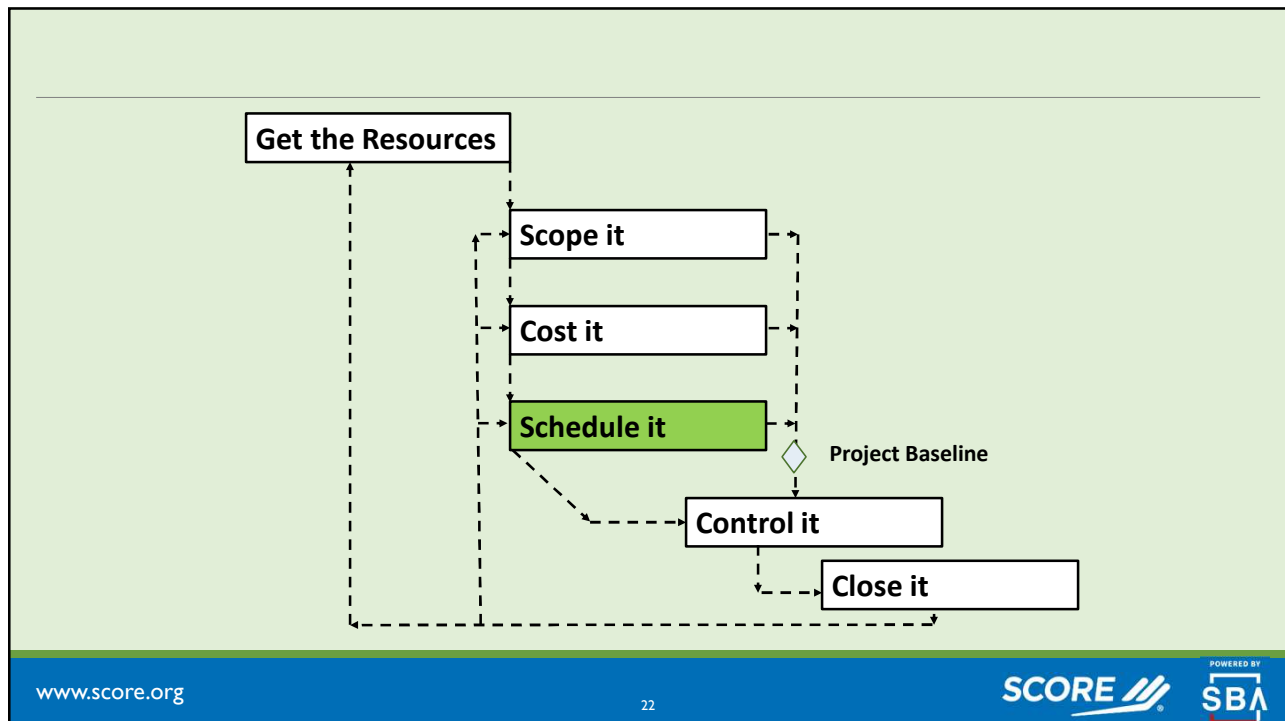 Get the Resources
Scope it
Cost it
Schedule it
Project Baseline
Control it
Close it
www.score.org
22
SCORE
POWERED BY
SBA